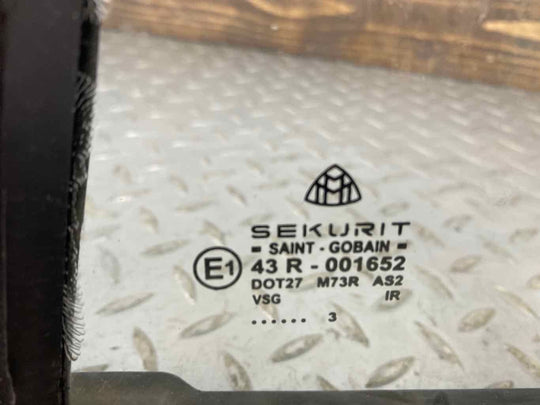 SEKURIT
= SAINT - GOBAIN =
E1 43 R - 001652
DOT27 M73R AS2
VSG IR
...... 3